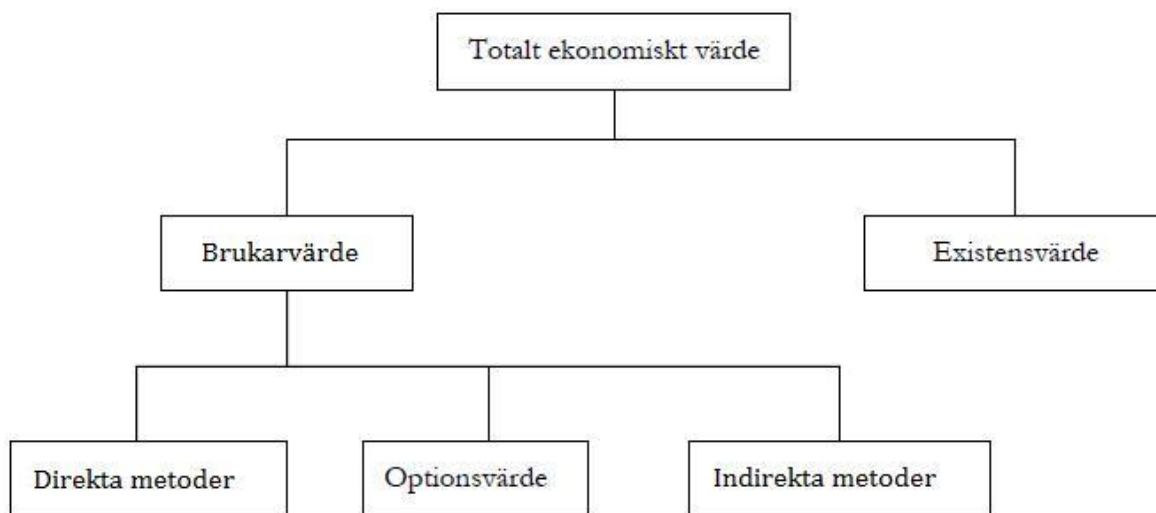 Totalt ekonomiskt värde
Brukarvärde
Existensvärde
Direkta metoder
Optionsvärde
Indirekta metoder